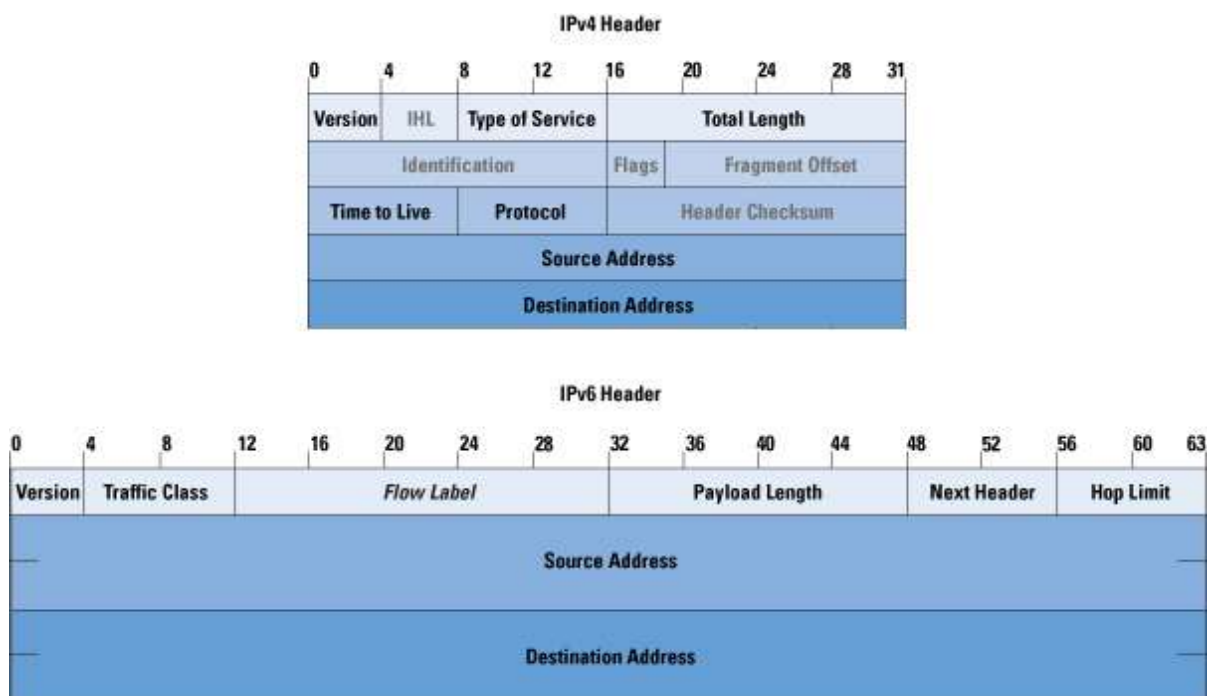 IPv4 Header
0 4 8 12 16 20 24 28 31
Version IHL Type of Service Total Length
Identification Flags Fragment Offset
Time to Live Protocol Header Checksum
Source Address
Destination Address
IPv6 Header
0 4 8 12 16 20 24 28 32 36 40 44 48 52 56 60 63
Version Traffic Class Flow Label Payload Length Next Header Hop Limit
Source Address
Destination Address